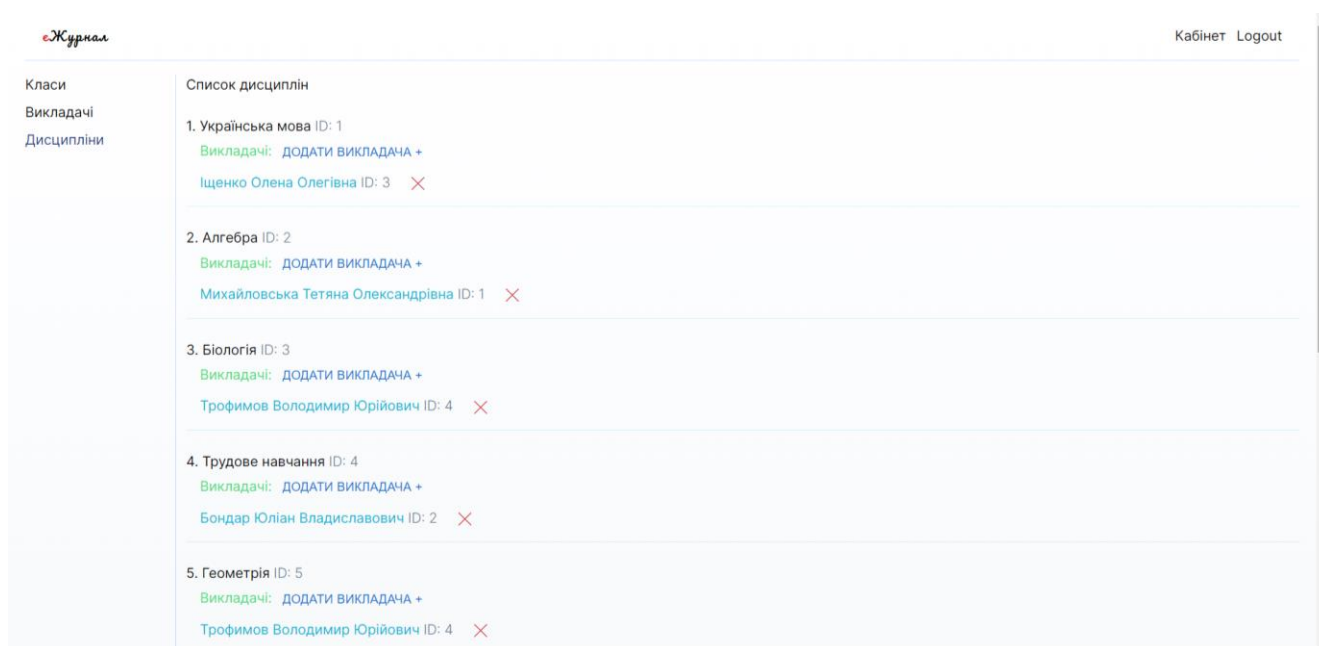 еЖурнал
Кабінет Logout
Класи
Викладачі
Дисципліни
Список дисциплін
1. Українська мова ID: 1
Викладачі: ДОДАТИ ВИКЛАДАЧА +
Іщенко Олена Олегівна ID: 3
2. Алгебра ID: 2
Викладачі: ДОДАТИ ВИКЛАДАЧА +
Михайловська Тетяна Олександрівна ID: 1
3. Біологія ID: 3
Викладачі: ДОДАТИ ВИКЛАДАЧА +
Трофимов Володимир Юрійович ID: 4
4. Трудове навчання ID: 4
Викладачі: ДОДАТИ ВИКЛАДАЧА +
Бондар Юліан Владиславович ID: 2
5. Геометрія ID: 5
Викладачі: ДОДАТИ ВИКЛАДАЧА +
Трофимов Володимир Юрійович ID: 4